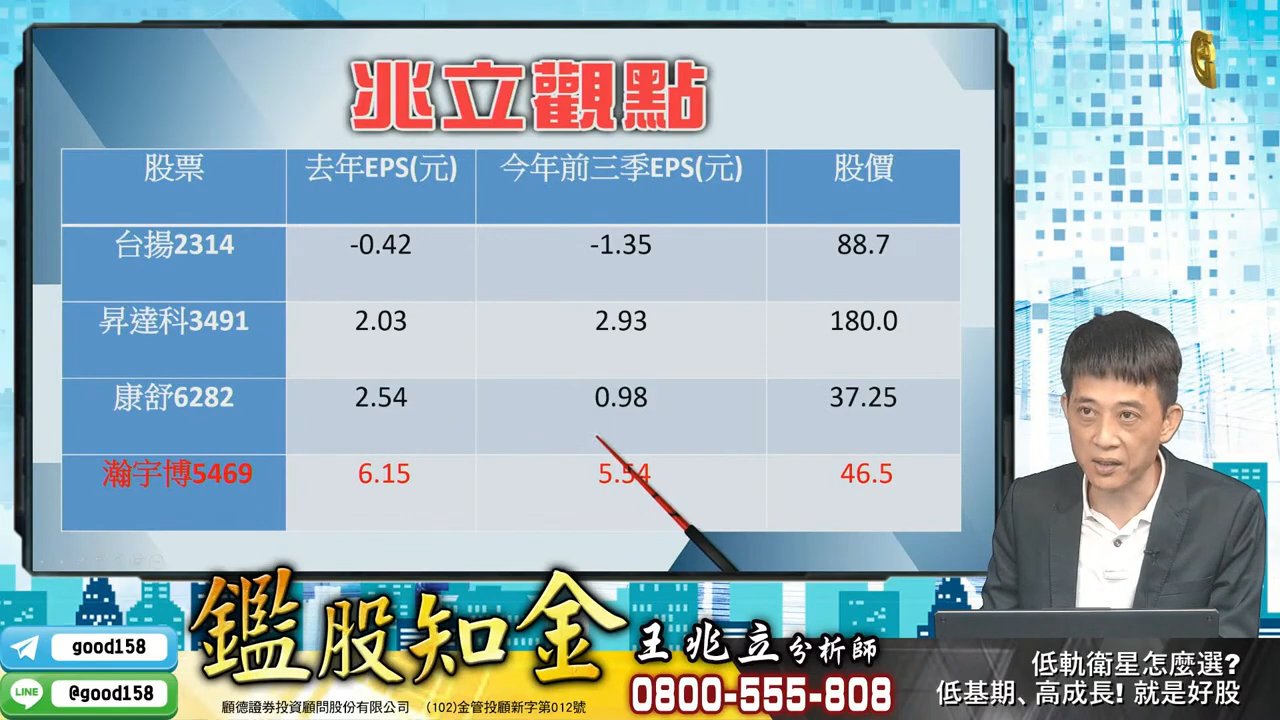 兆立觀點
股票 去年EPS(元) 今年前三季EPS(元) 股價
台揚2314 -0.42 -1.35 88.7
昇達科3491 2.03 2.93 180.0
康舒6282 2.54 0.98 37.25
瀚宇博5469 6.15 5.54 46.5
鑑股知金
王兆立分析師
0800-555-808
good158
LINE @good158
顧德證券投資顧問股份有限公司 (102)金管投顧新字第012號
低軌衛星怎麼選?
低基期、高成長!就是好股